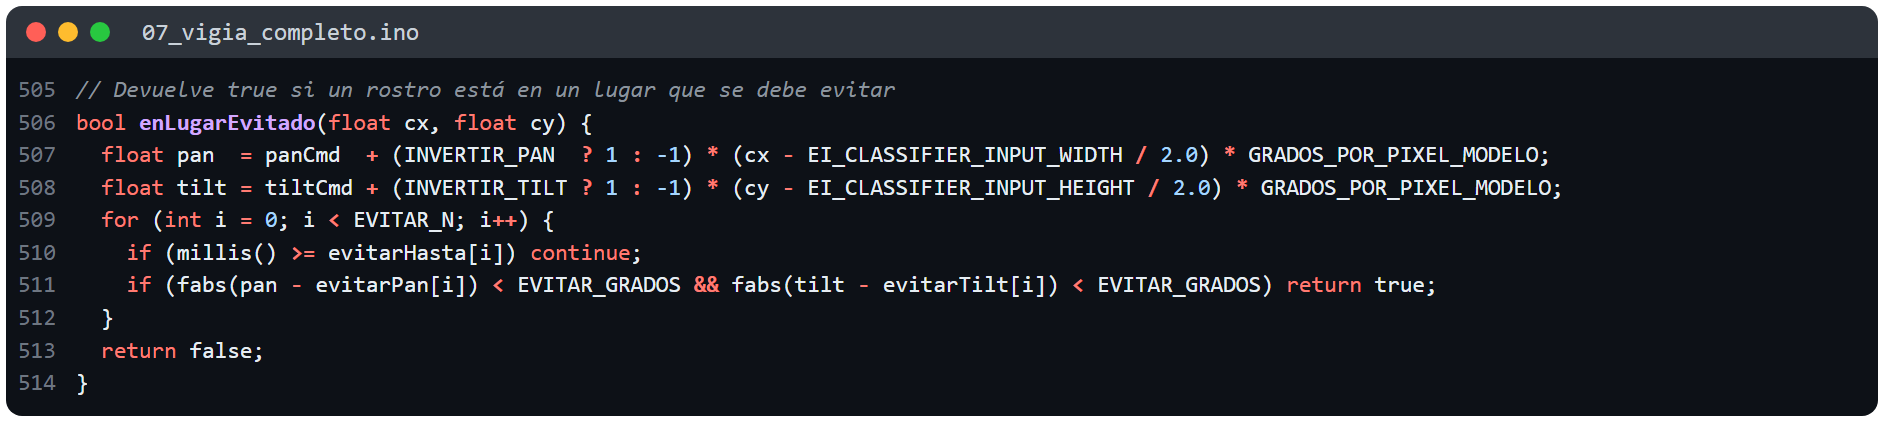 07_vigia_completo.ino
505 // Devuelve true si un rostro está en un lugar que se debe evitar
506 bool enLugarEvitado(float cx, float cy) {
507   float pan  = panCmd  + (INVERTIR_PAN  ? 1 : -1) * (cx - EI_CLASSIFIER_INPUT_WIDTH / 2.0) * GRADOS_POR_PIXEL_MODELO;
508   float tilt = tiltCmd + (INVERTIR_TILT ? 1 : -1) * (cy - EI_CLASSIFIER_INPUT_HEIGHT / 2.0) * GRADOS_POR_PIXEL_MODELO;
509   for (int i = 0; i < EVITAR_N; i++) {
510     if (millis() >= evitarHasta[i]) continue;
511     if (fabs(pan - evitarPan[i]) < EVITAR_GRADOS && fabs(tilt - evitarTilt[i]) < EVITAR_GRADOS) return true;
512   }
513   return false;
514 }